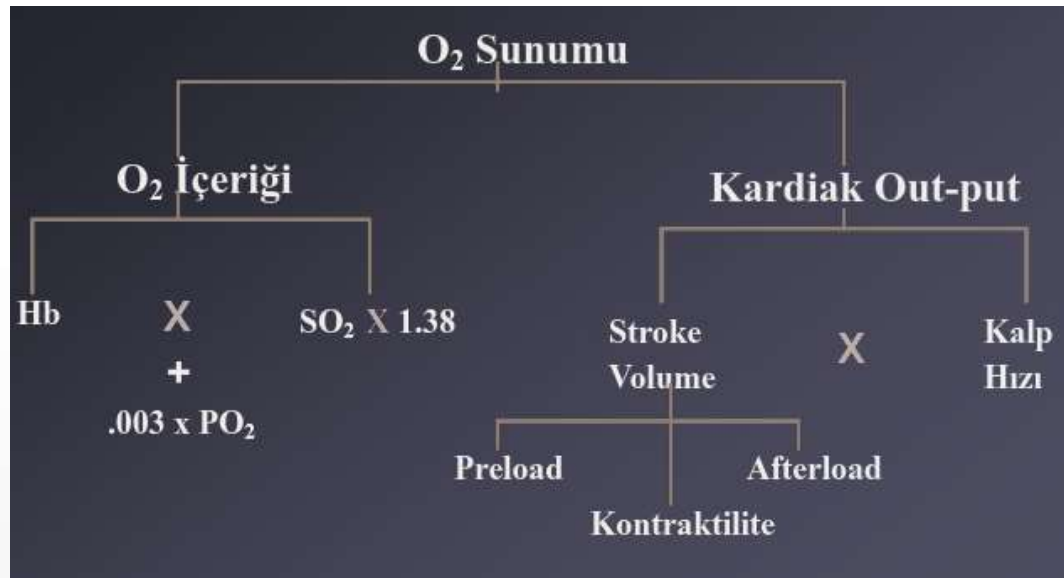 O₂ Sunumu
O₂ İçeriği
Kardiak Out-put
Hb X SO₂ X 1.38
+
.003 x PO₂
Stroke
Volume
X
Kalp
Hızı
Preload
Afterload
Kontraktilite